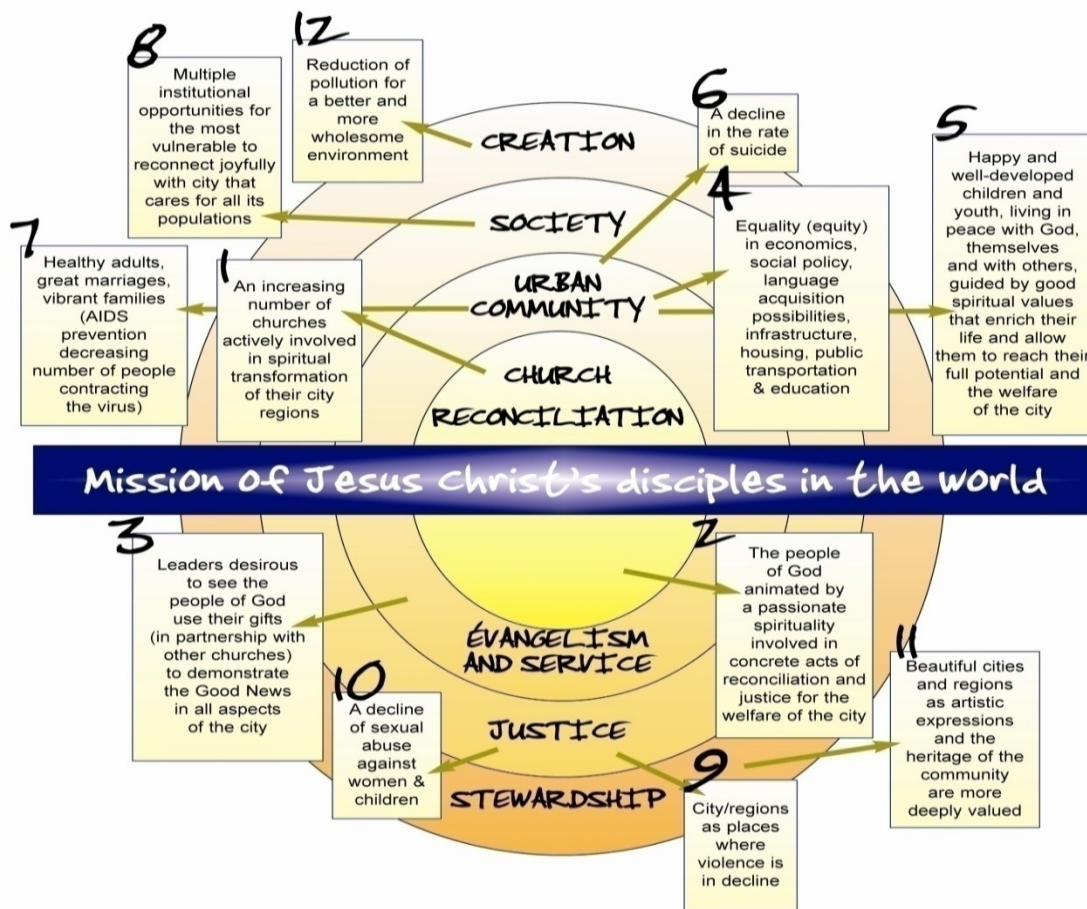 8
Multiple
institutional
opportunities for
the most
vulnerable to
reconnect joyfully
with city that
cares for all its
populations
12
Reduction of
pollution for
a better and
more
wholesome
environment
CREATION
6
A decline
in the rate
of suicide
5
Happy and
well-developed
children and
youth, living in
peace with God,
themselves
and with others,
guided by good
spiritual values
that enrich their
life and allow
them to reach their
full potential and
the welfare
of the city
SOCIETY
4
Equality (equity)
in economics,
social policy,
language
acquisition
possibilities,
infrastructure,
housing, public
transportation
& education
7
Healthy adults,
great marriages,
vibrant families
(AIDS
prevention
decreasing
number of people
contracting
the virus)
1
An increasing
number of
churches
actively involved
in spiritual
transformation
of their city
regions
URBAN
COMMUNITY
CHURCH
RECONCILIATION
Mission of Jesus Christ's disciples in the world
3
Leaders desirous
to see the
people of God
use their gifts
(in partnership with
other churches)
to demonstrate
the Good News
in all aspects
of the city
2
The people
of God
animated by
a passionate
spirituality
involved in
concrete acts of
reconciliation and
justice for the
welfare of the city
ÉVANGELISM
AND SERVICE
10
A decline
of sexual
abuse
against
women &
children
JUSTICE
11
Beautiful cities
and regions
as artistic
expressions
and the
heritage of the
community
are more
deeply valued
STEWARDSHIP
9
City/regions
as places
where
violence is
in decline